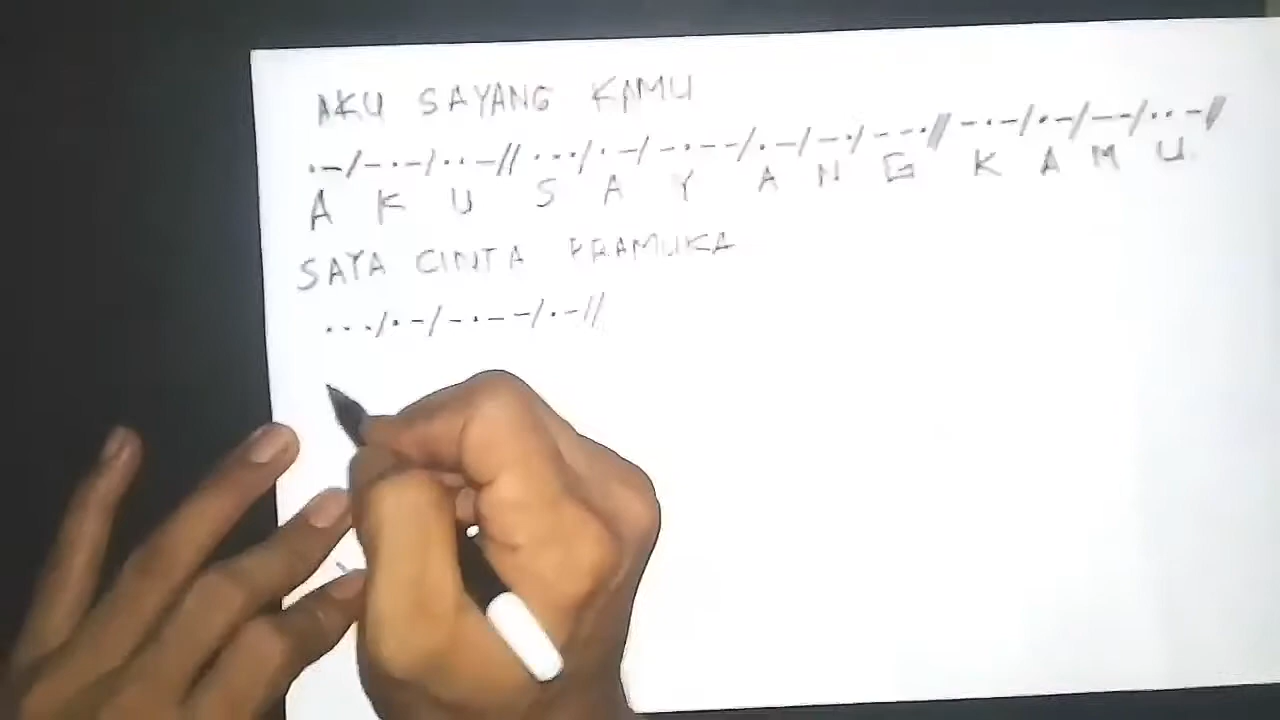 AKU SAYANG KAMU
.-/-.-/..-//.../.-/-.--/.-/-./--.//-.-/.-/--/..-//
A K U S A Y A N G K A M U
SAYA CINTA PRAMUKA
.../.-/-.--/.-//